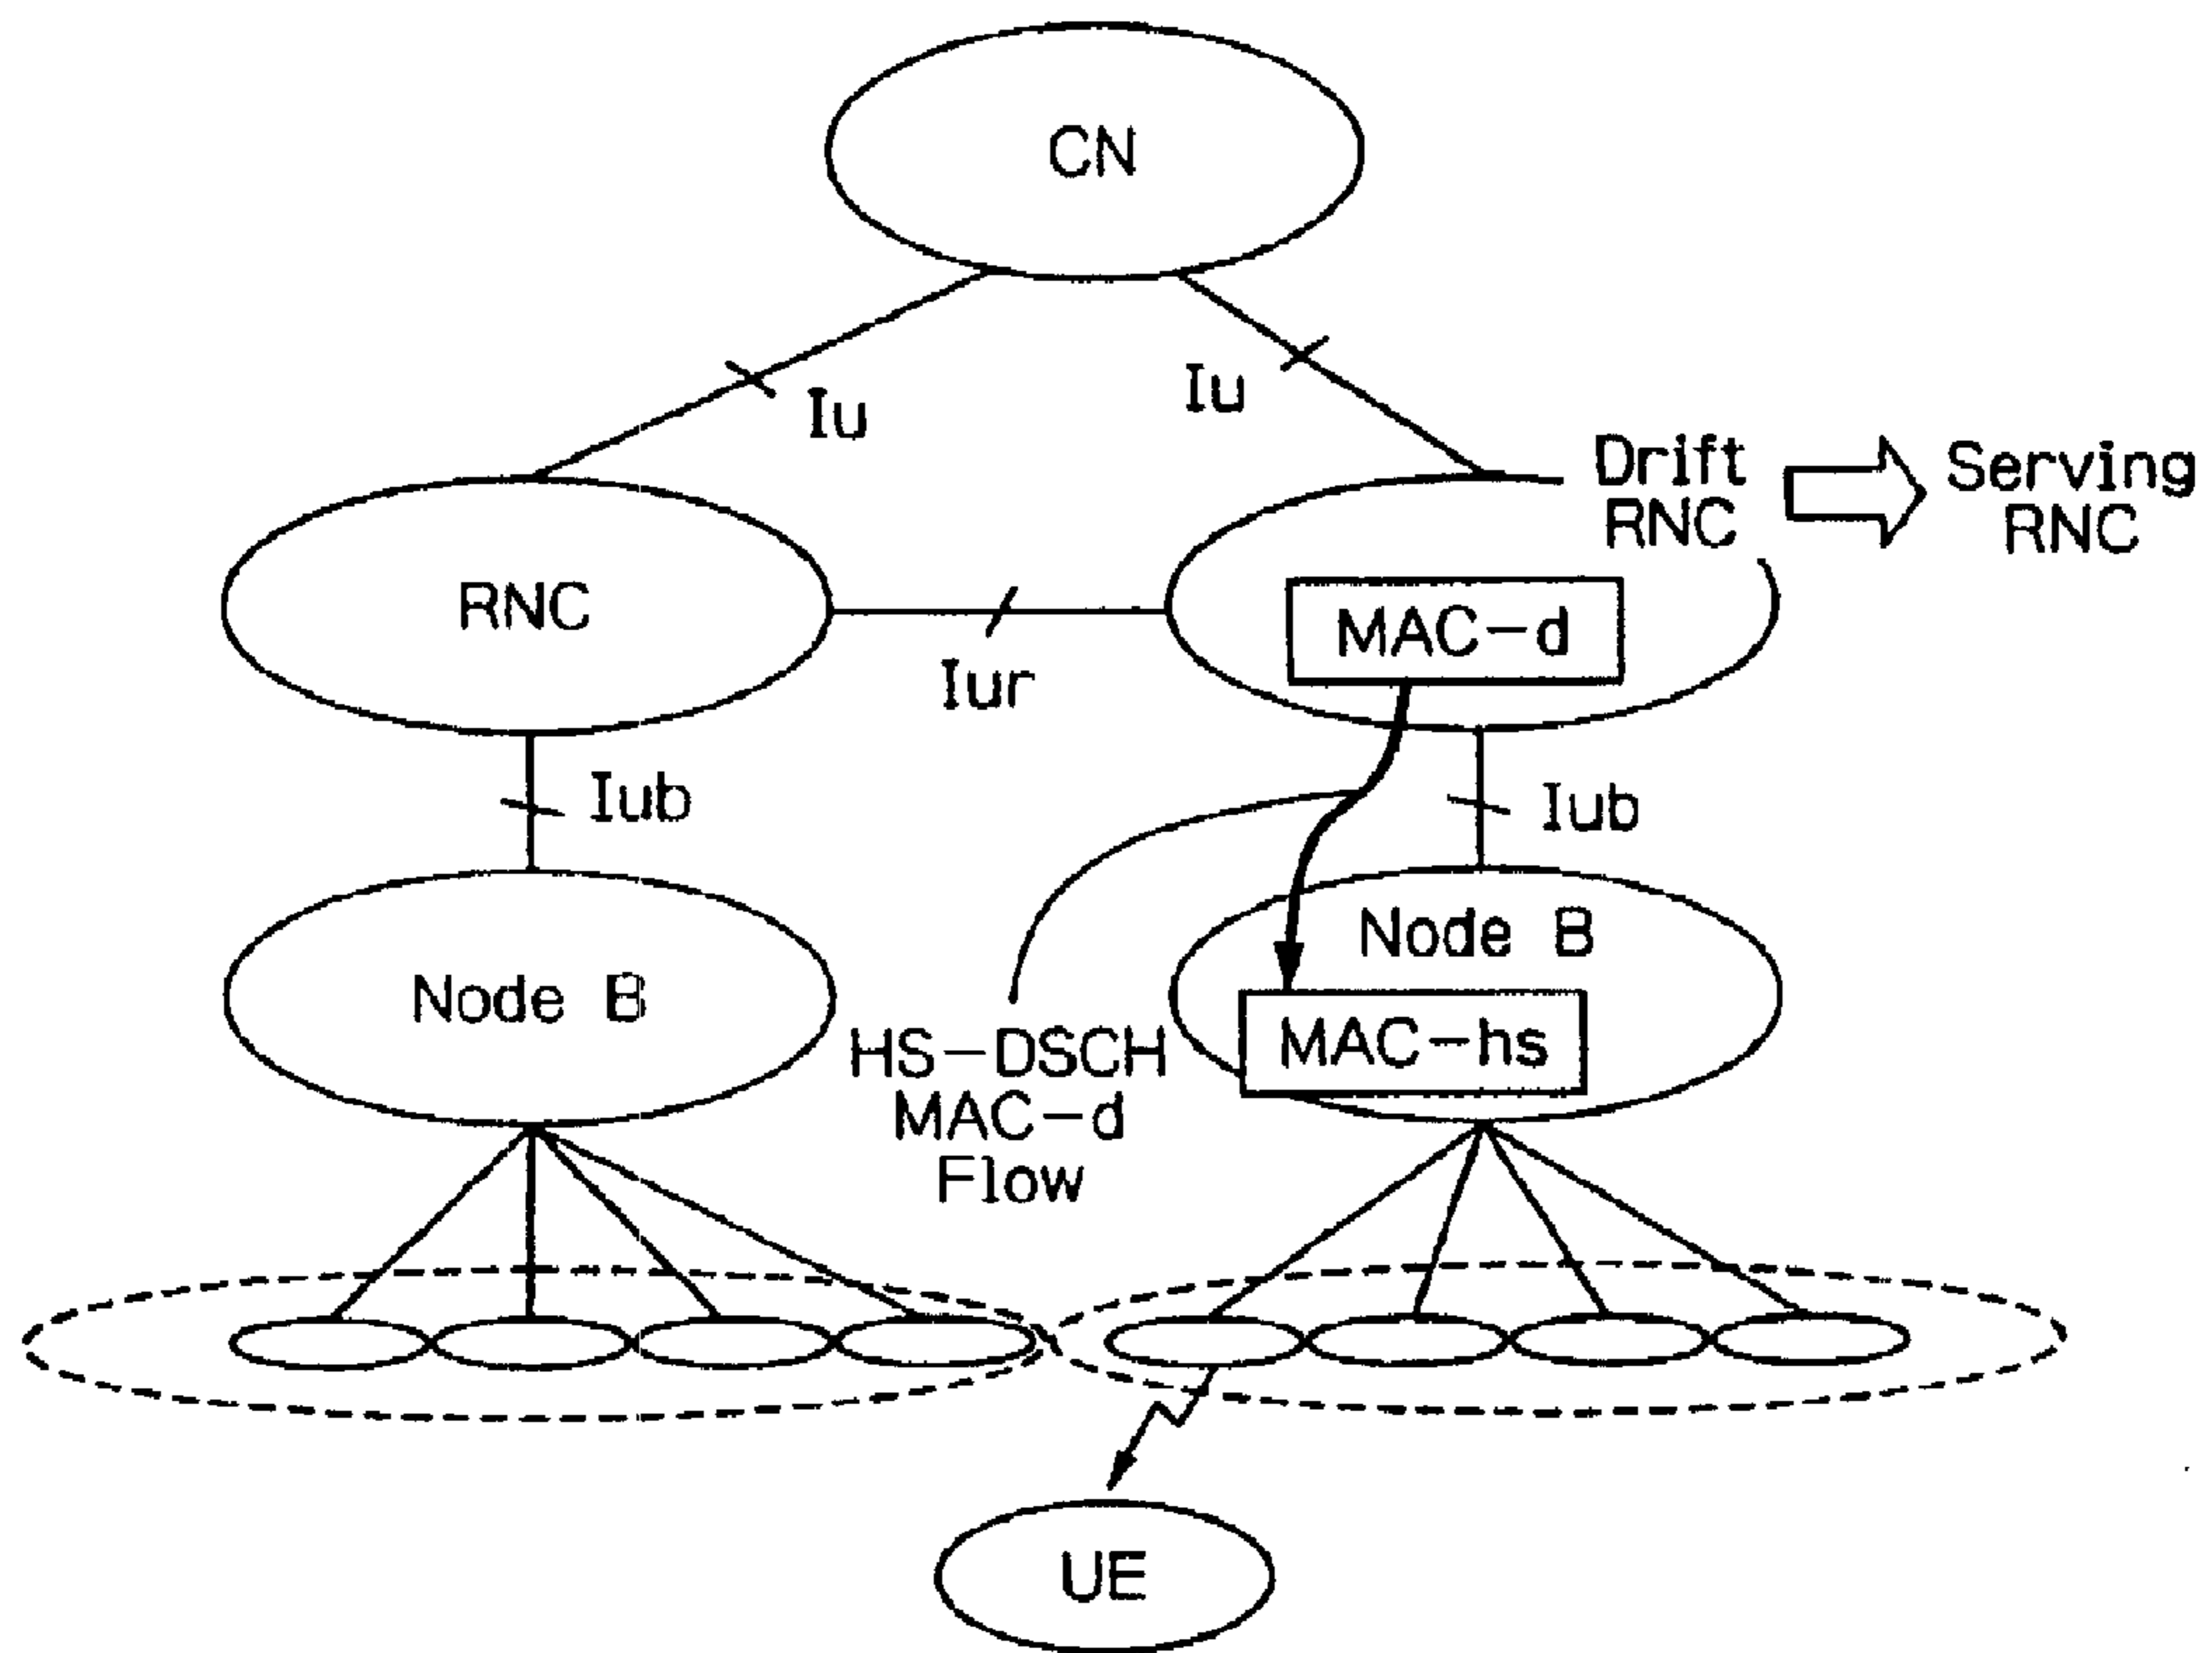 CN
Iu
Iu
Drift
RNC
Serving
RNC
RNC
MAC-d
Iur
Iub
Iub
Node B
Node B
HS-DSCH
MAC-d
Flow
MAC-hs
UE